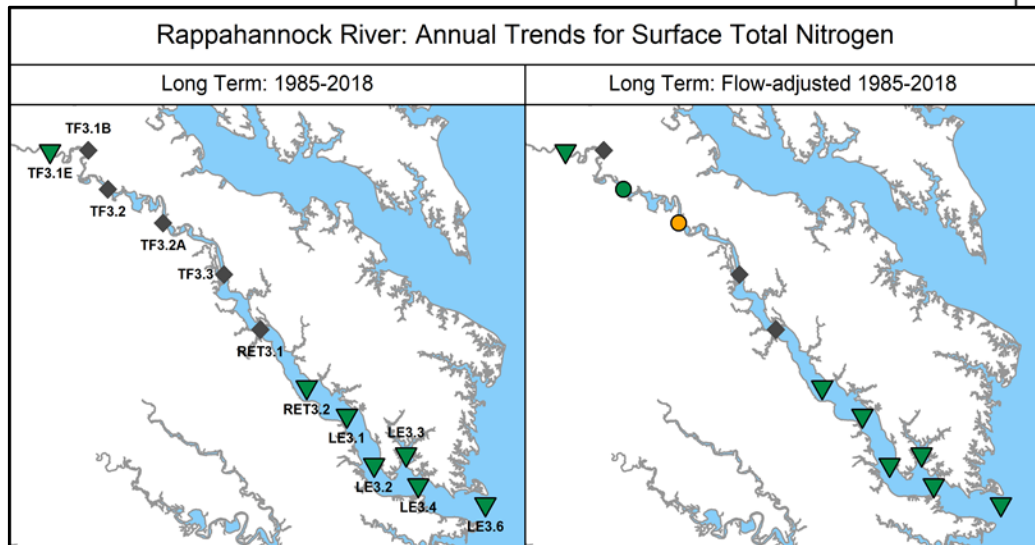 Rappahannock River: Annual Trends for Surface Total Nitrogen
Long Term: 1985-2018
Long Term: Flow-adjusted 1985-2018
TF3.1B
TF3.1E
TF3.2
TF3.2A
TF3.3
RET3.1
RET3.2
LE3.1
LE3.3
LE3.2
LE3.4
LE3.6